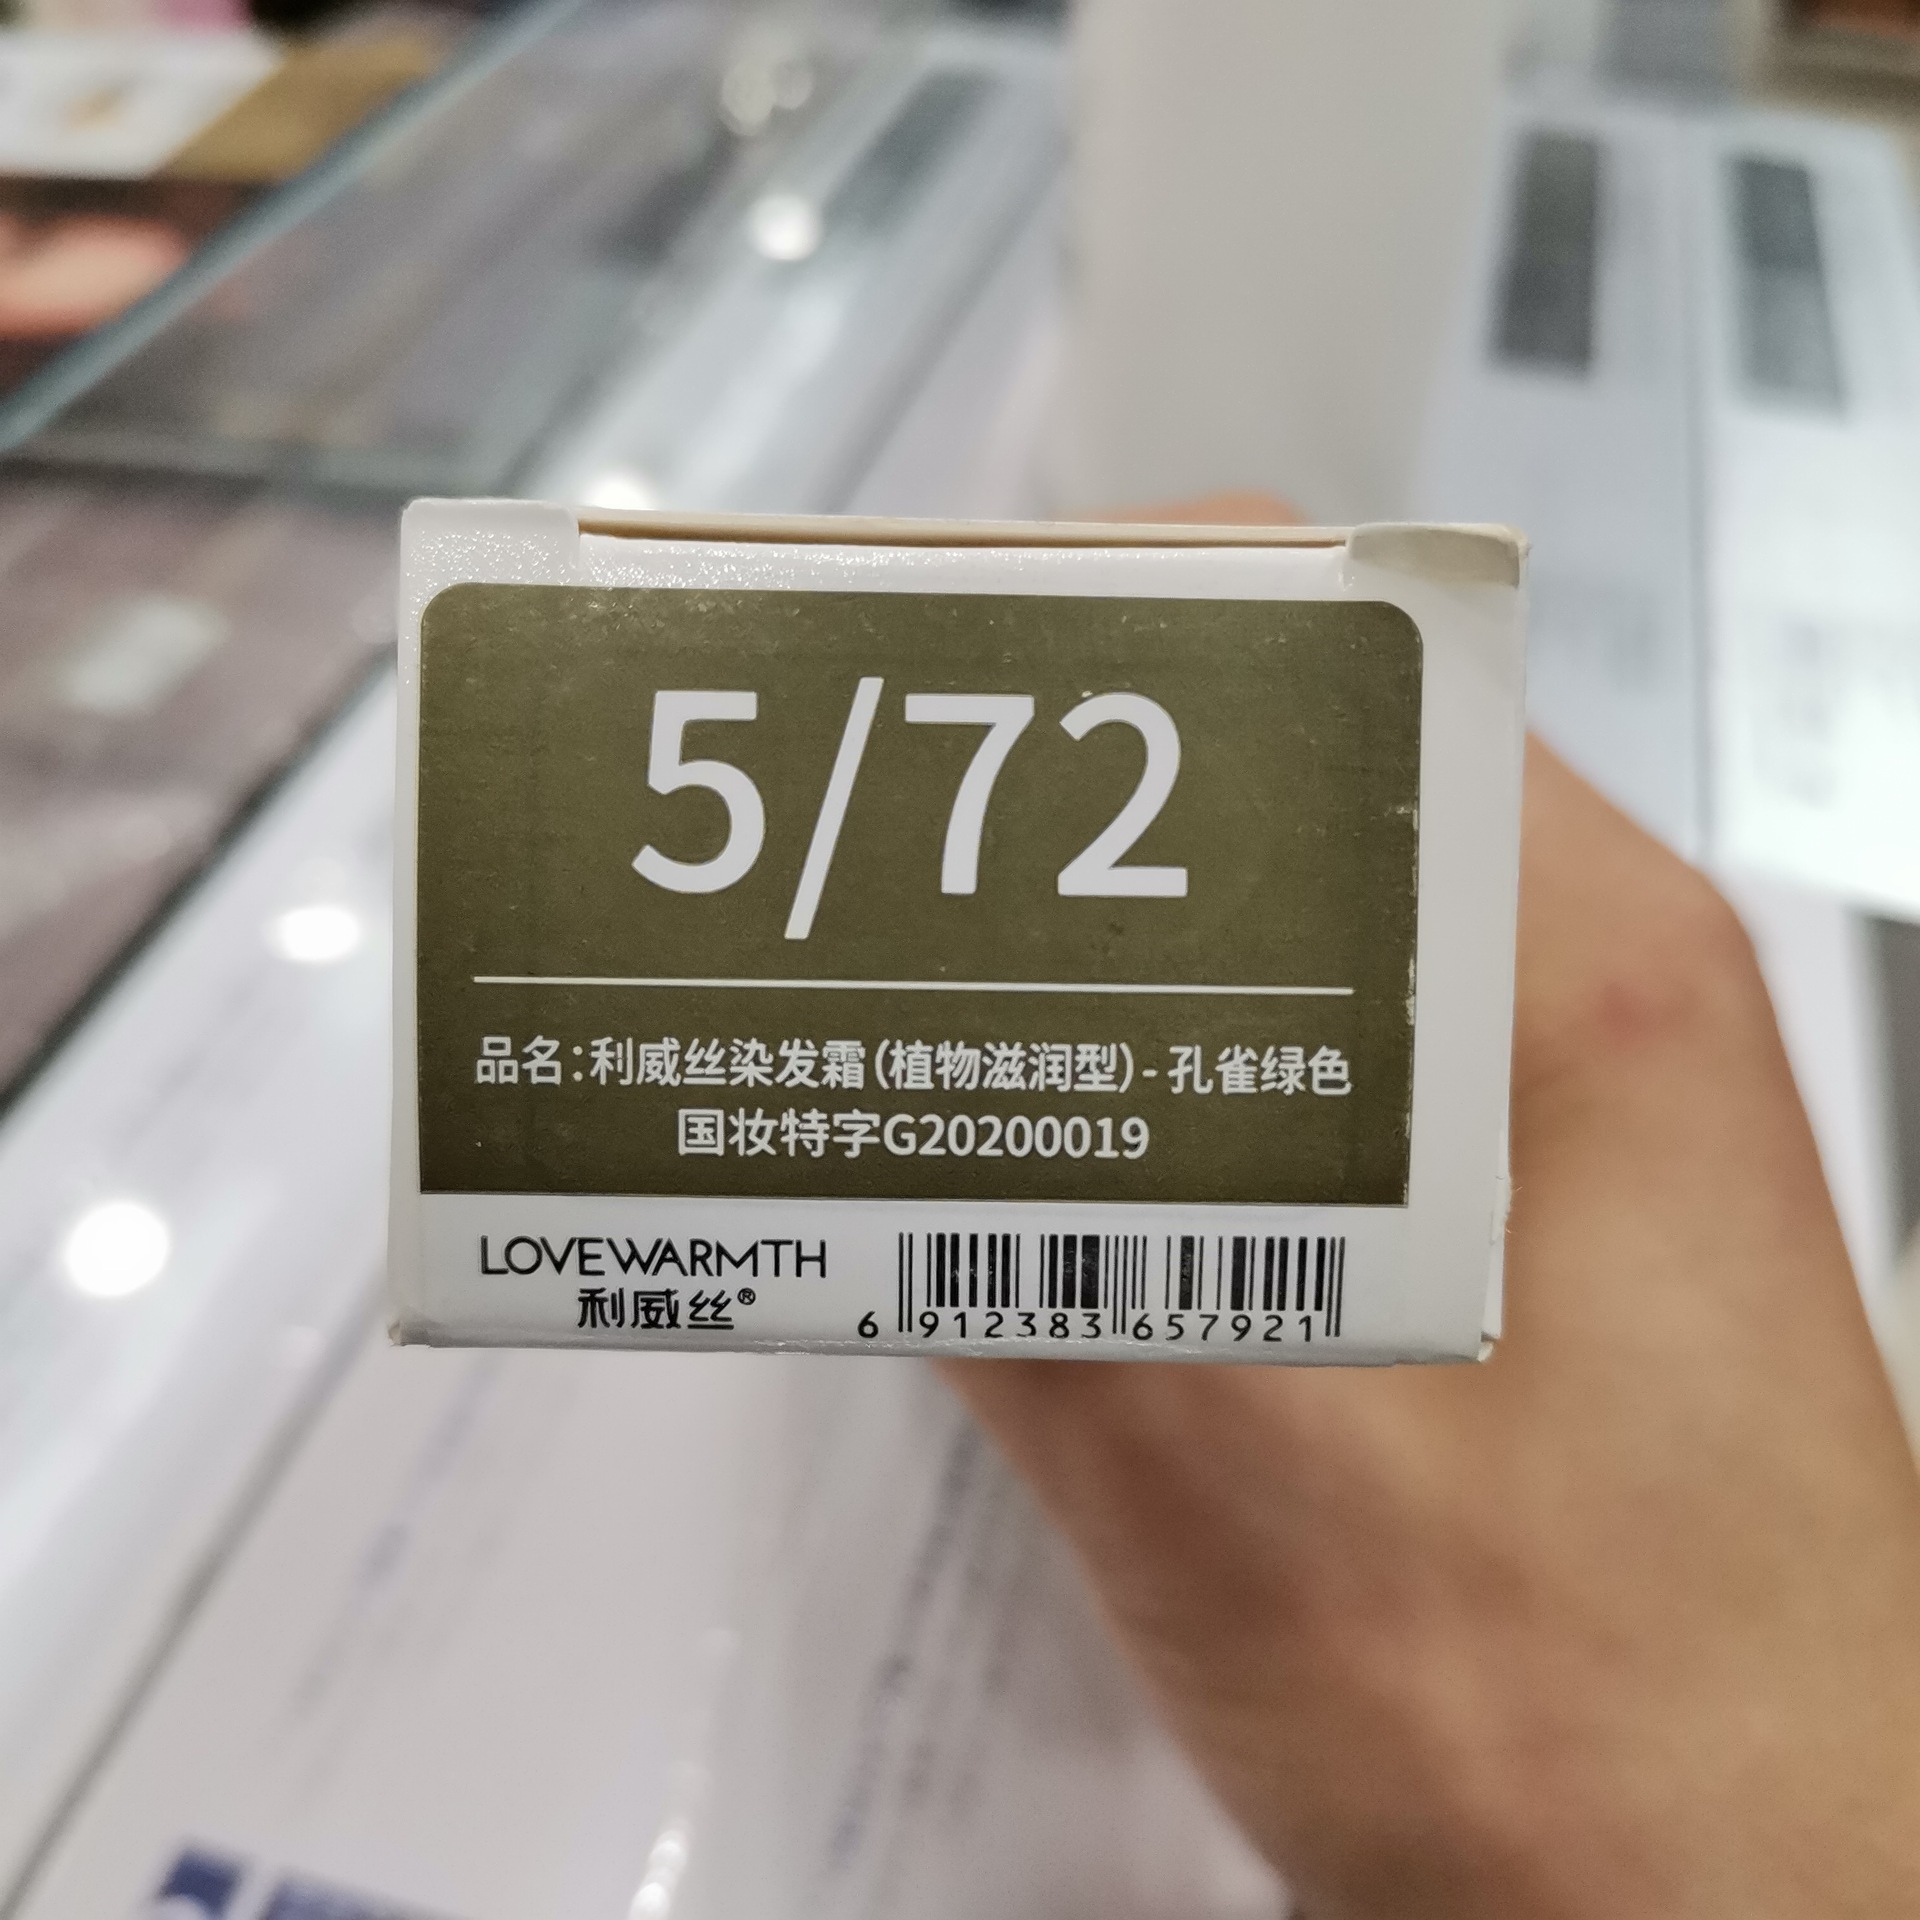 5/72
品名:利威丝染发霜(植物滋润型)-孔雀绿色
国妆特字G20200019
LOVEWARMTH
利威丝®
6 912383 657921